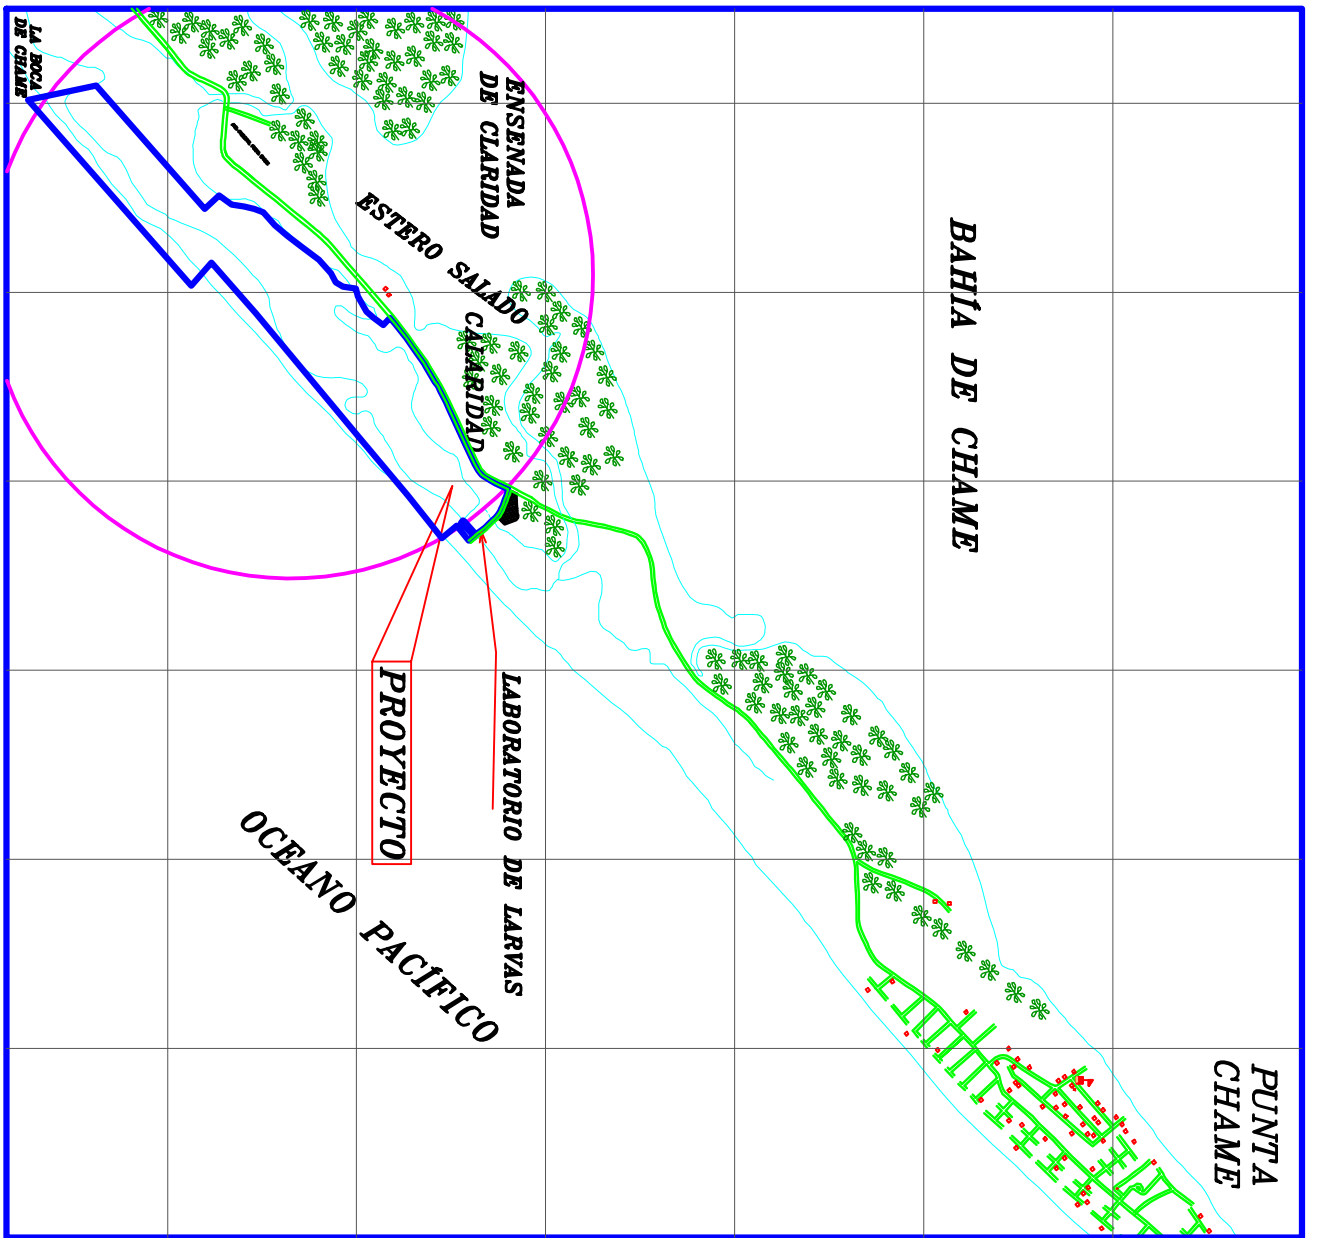 PUNTA
CHAME
BAHÍA DE CHAME
ENSENADA
DE CLARIDAD
ESTERO SALADO
CALARIDAD
LA BOCA
DE CHAME
LABORATORIO DE LARVAS
PROYECTO
OCEANO PACÍFICO